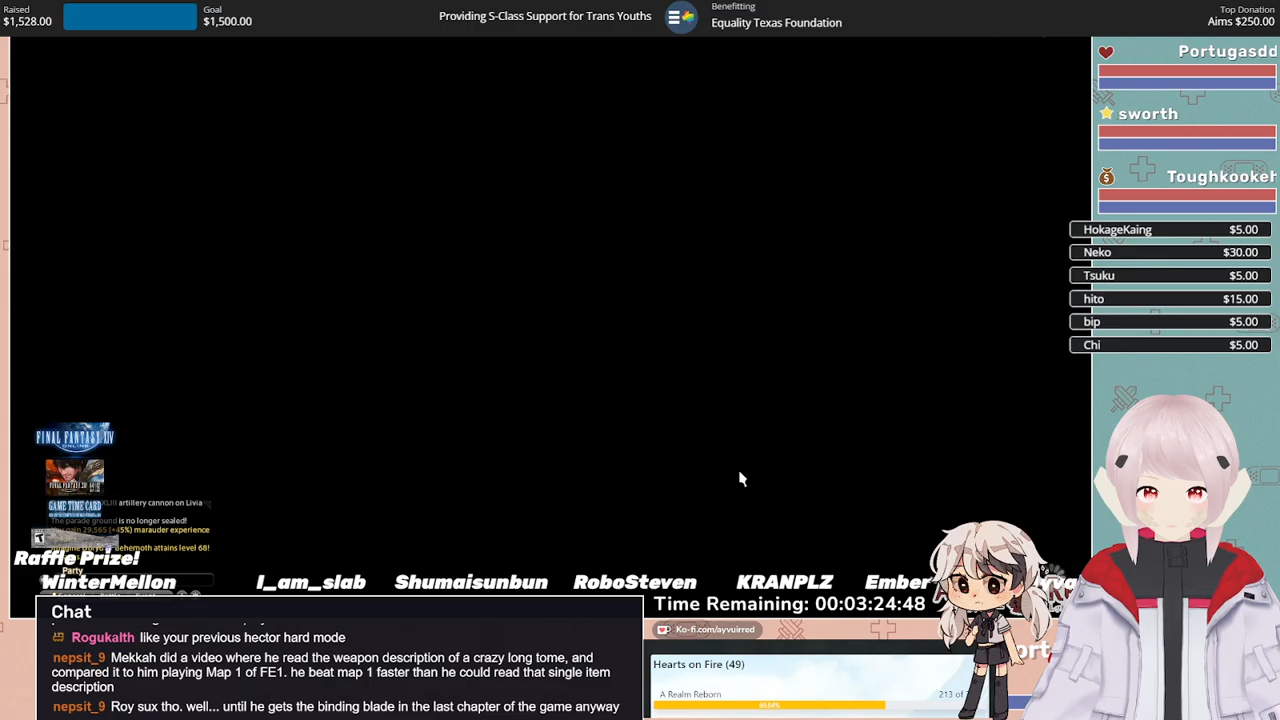 Raised
$1,528.00
Goal
$1,500.00
Providing S-Class Support for Trans Youths
Benefitting
Equality Texas Foundation
Top Donation
Aims $250.00
Portugasdd
sworth
Toughkookeh
HokageKaing $5.00
Neko $30.00
Tsuku $5.00
hito $15.00
bip $5.00
Chi $5.00
FINAL FANTASY XIV
ONLINE
GAME TIME CARD
artillery cannon on Livia
The parade ground is no longer sealed!
gain 29,565 (+45%) marauder experience
behemoth attains level 68!
Raffle Prize!
Party
WinterMellon I_am_slab Shumaisunbun RoboSteven KRANPLZ Ember
Time Remaining: 00:03:24:48
Chat
Rogukalth like your previous hector hard mode
nepsit_9 Mekkah did a video where he read the weapon description of a crazy long tome, and
compared it to him playing Map 1 of FE1. he beat map 1 faster than he could read that single item
description
nepsit_9 Roy sux tho. well... until he gets the binding blade in the last chapter of the game anyway
Ko-fi.com/ayvuirred
Hearts on Fire (49)
A Realm Reborn 213 of